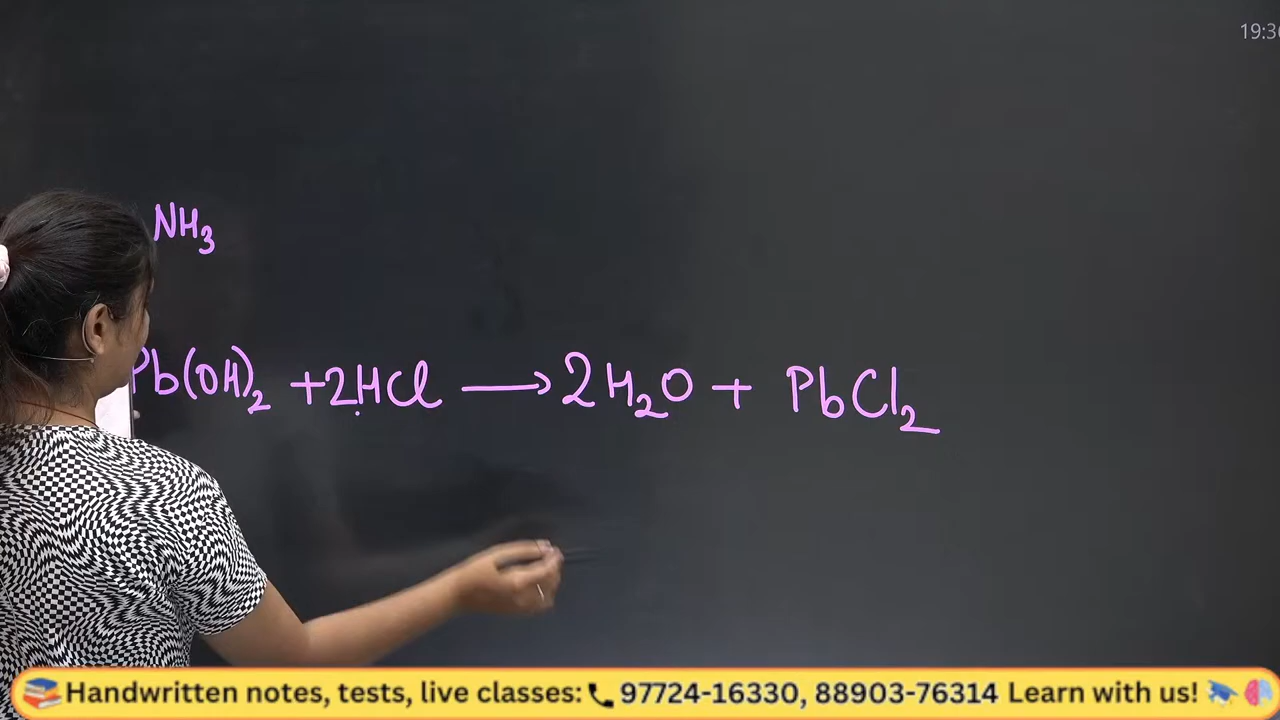 19:3
NH3
Pb(OH)2 + 2HCl → 2H2O + PbCl2
📚Handwritten notes, tests, live classes:📞97724-16330, 88903-76314 Learn with us! 🎓🧠